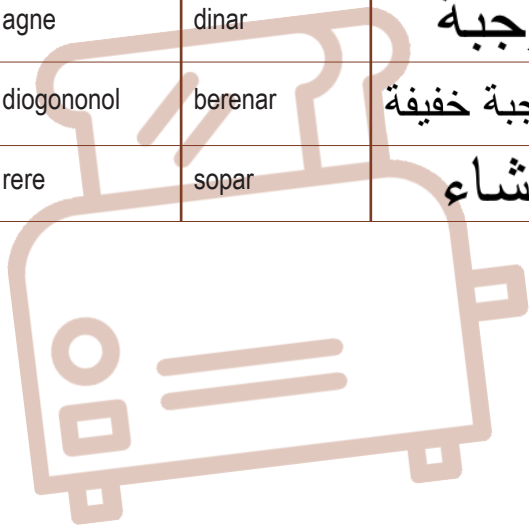 agne dinar
diogononol berenar خفيفة
rere sopar